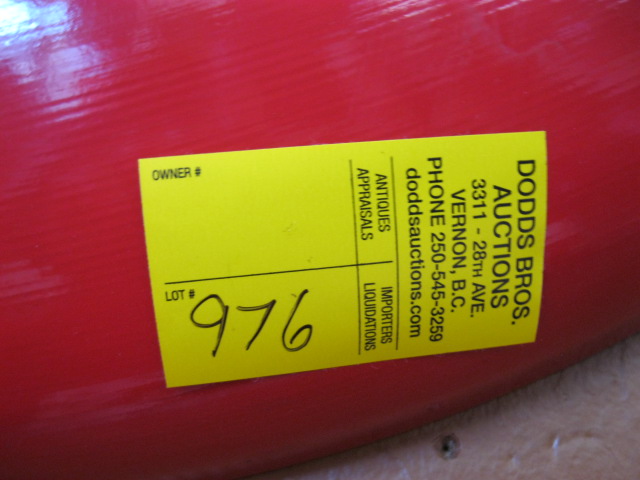 DODDS BROS.
AUCTIONS
3311 - 28TH AVE.
VERNON, B.C.
PHONE 250-545-3259
doddsauctions.com
ANTIQUES
APPRAISALS
IMPORTERS
LIQUIDATIONS
OWNER #
LOT # 976